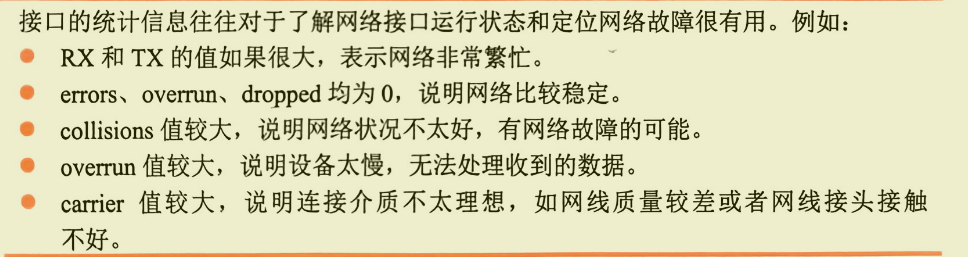 接口的统计信息往往对于了解网络接口运行状态和定位网络故障很有用。例如：
RX 和 TX 的值如果很大，表示网络非常繁忙。
errors、overrun、dropped 均为 0，说明网络比较稳定。
collisions 值较大，说明网络状况不太好，有网络故障的可能。
overrun 值较大，说明设备太慢，无法处理收到的数据。
carrier 值较大，说明连接介质不太理想，如网线质量较差或者网线接头接触
不好。